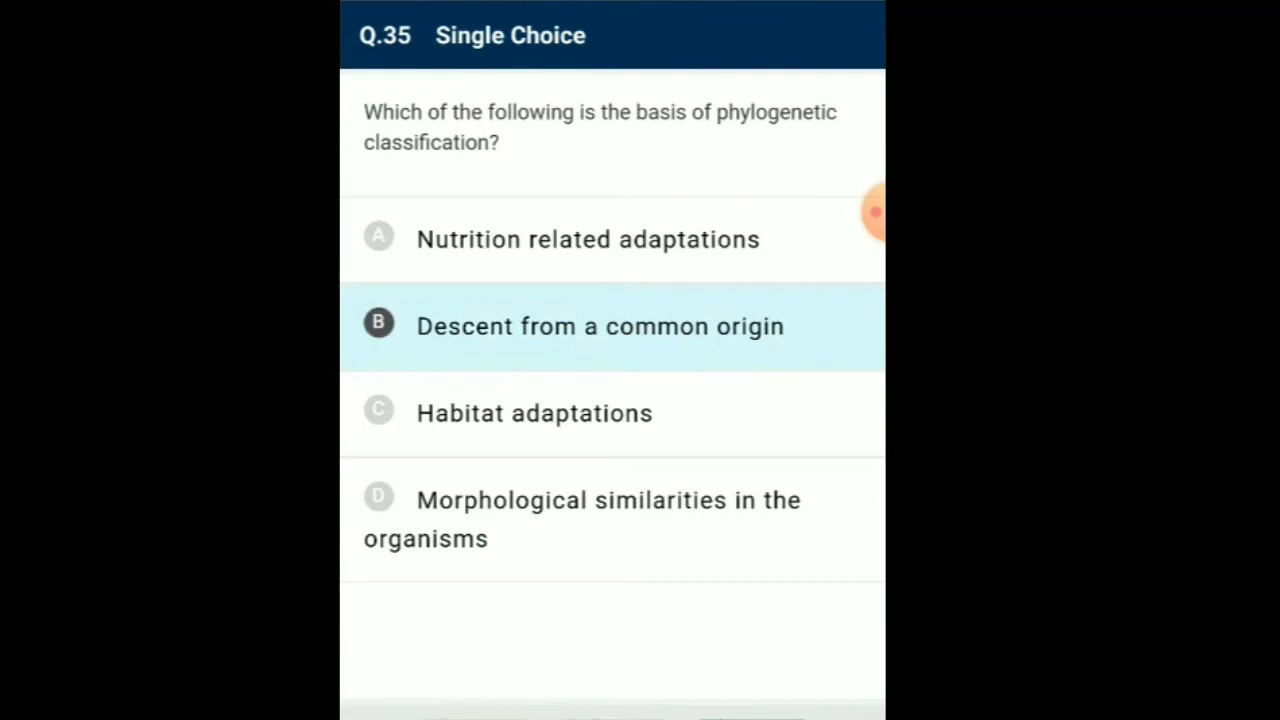 Q.35 Single Choice
Which of the following is the basis of phylogenetic
classification?
A Nutrition related adaptations
B Descent from a common origin
C Habitat adaptations
D Morphological similarities in the
organisms